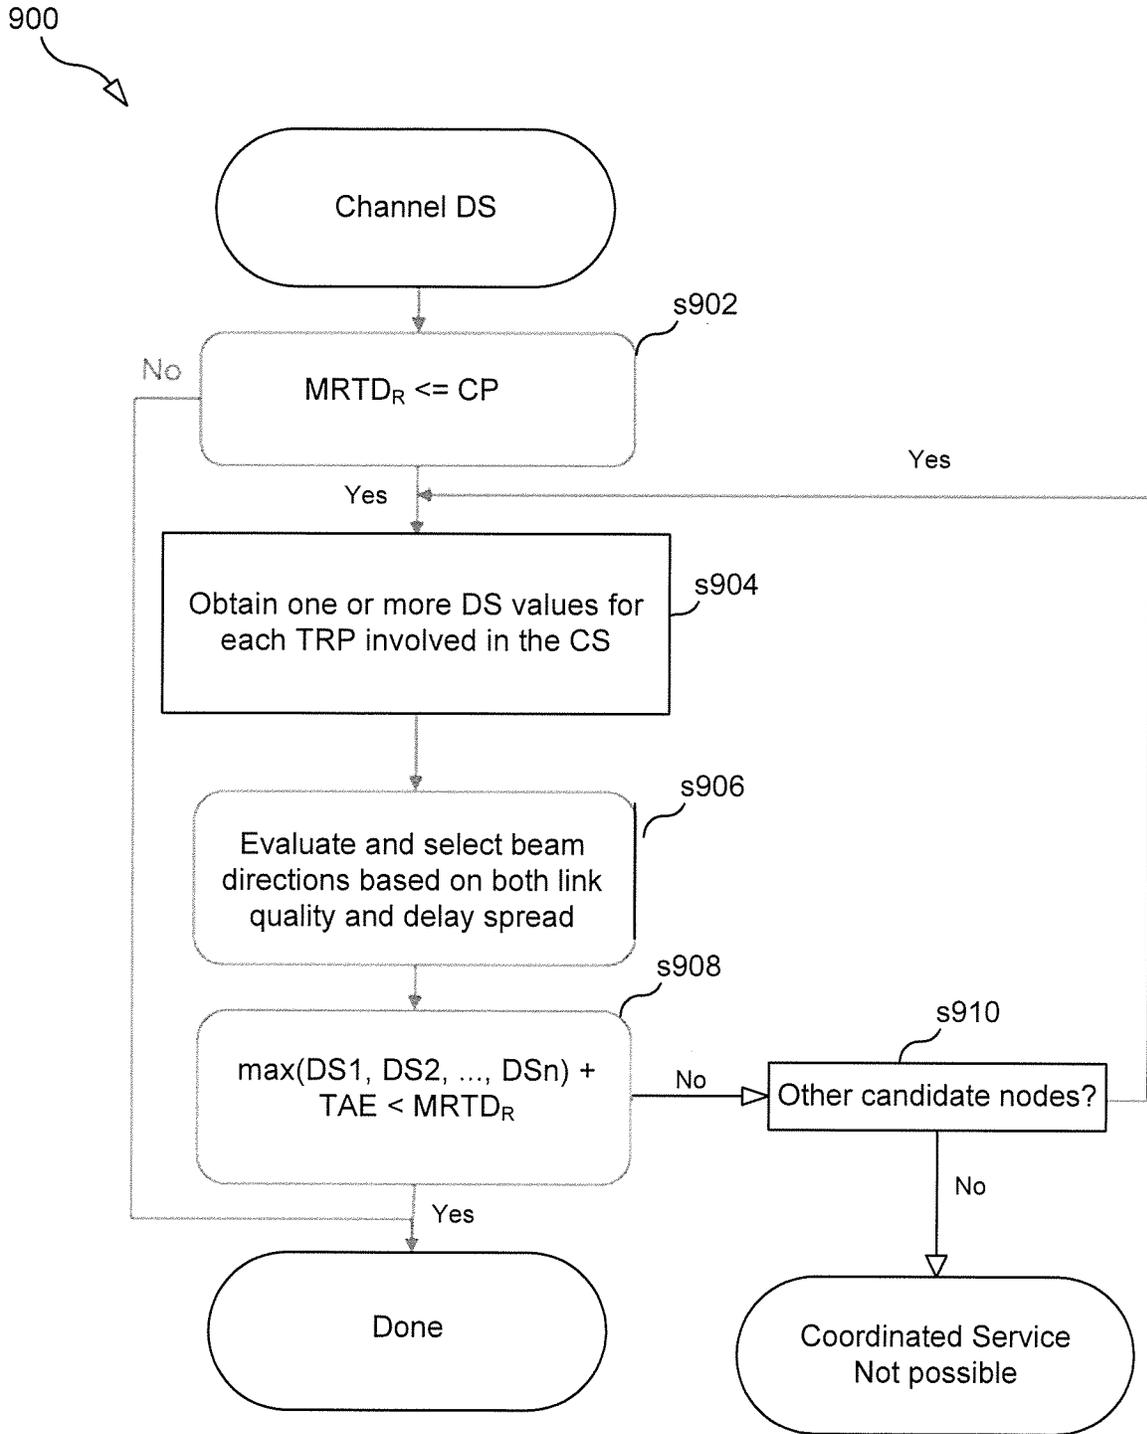 900
Channel DS
s902
No
MRTD_R <= CP
Yes
Yes
s904
Obtain one or more DS values for
each TRP involved in the CS
s906
Evaluate and select beam
directions based on both link
quality and delay spread
s908
s910
max(DS1, DS2, ..., DSn) +
TAE < MRTD_R
No
Other candidate nodes?
No
Yes
Done
Coordinated Service
Not possible